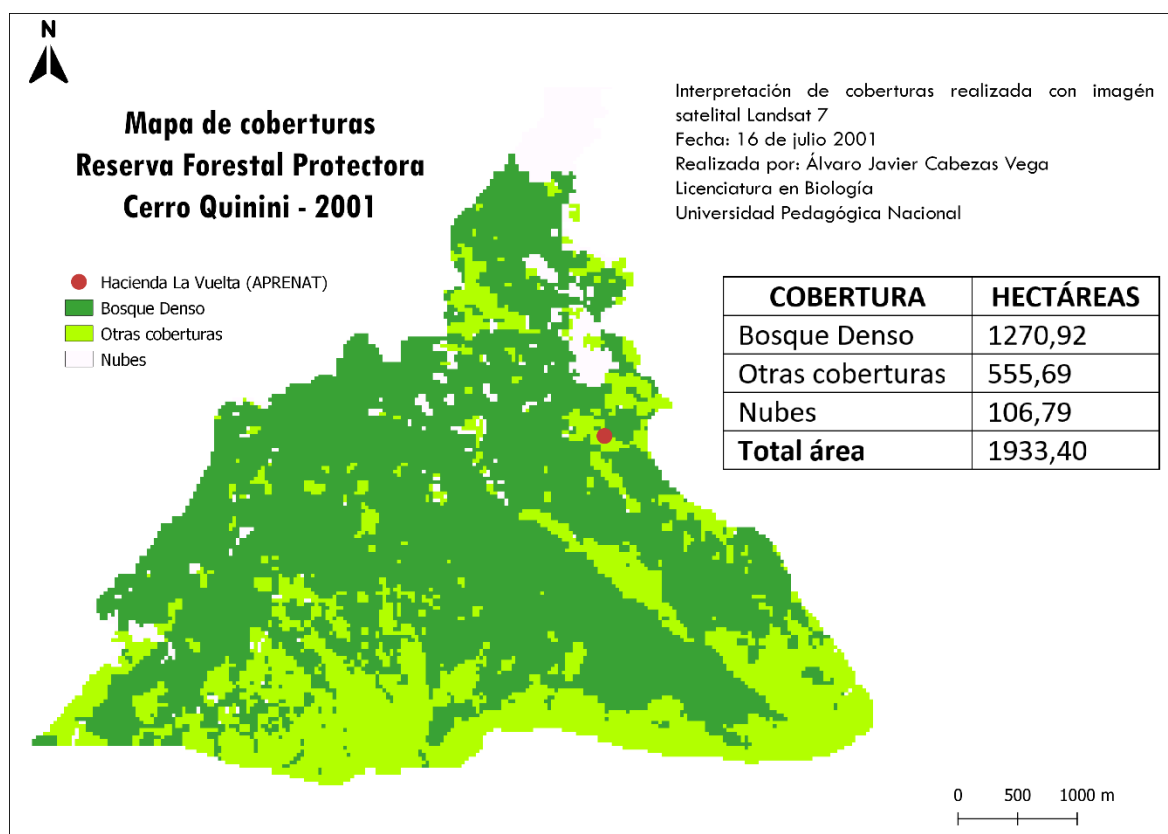 N
Mapa de coberturas
Reserva Forestal Protectora
Cerro Quinini - 2001
Interpretación de coberturas realizada con imagén
satelital Landsat 7
Fecha: 16 de julio 2001
Realizada por: Álvaro Javier Cabezas Vega
Licenciatura en Biología
Universidad Pedagógica Nacional
Hacienda La Vuelta (APRENAT)
Bosque Denso
Otras coberturas
Nubes
COBERTURA HECTÁREAS
Bosque Denso 1270,92
Otras coberturas 555,69
Nubes 106,79
Total área 1933,40
0 500 1000 m